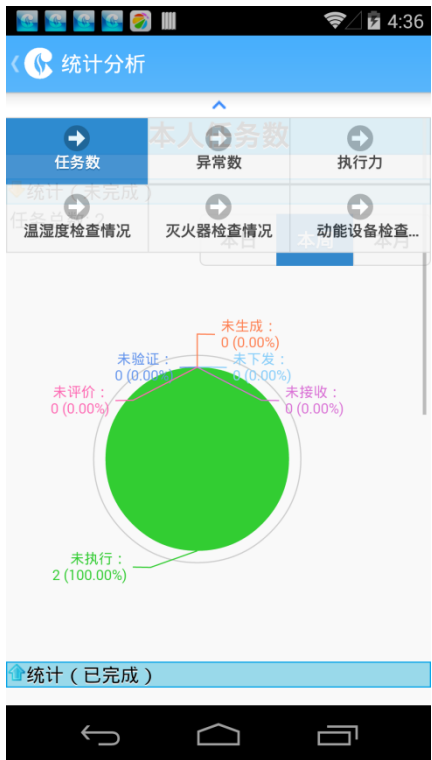 4:36
统计分析
本人任务数
任务数
异常数
执行力
统计（未完成）
任务总数:2
温湿度检查情况
灭火器检查情况
动能设备检查...
本日
本周
本月
未生成：
0 (0.00%)
未验证：
0 (0.00%)
未下发：
0 (0.00%)
未评价：
0 (0.00%)
未接收：
0 (0.00%)
未执行：
2 (100.00%)
统计（已完成）